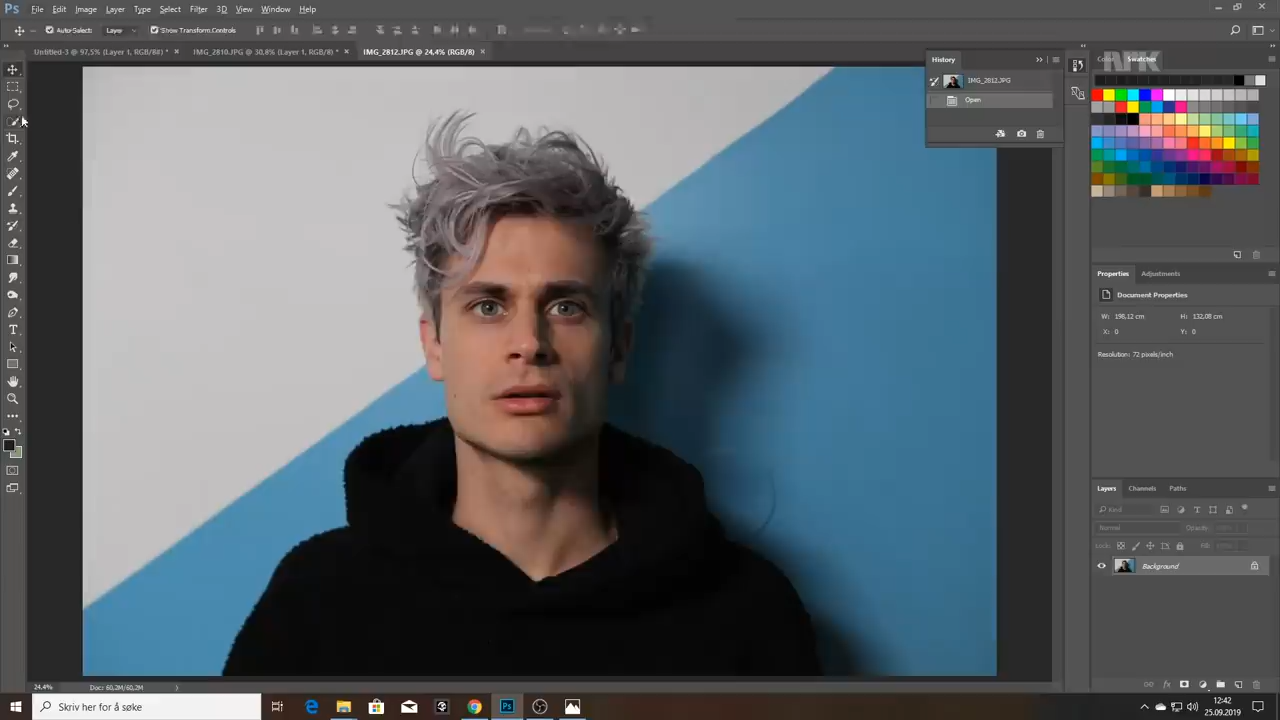 Ps File Edit Image Layer Type Select Filter 3D View Window Help
Auto-Select: Layer Show Transform Controls
Untitled-3 @ 97,5% (Layer 1, RGB/8#) * × IMG_2810.JPG @ 30,8% (Layer 1, RGB/8) * × IMG_2812.JPG @ 24,4% (RGB/8) ×
History
IMG_2812.JPG
Open
Color Swatches
Properties Adjustments
Document Properties
W: 198,12 cm H: 132,08 cm
X: 0 Y: 0
Resolution: 72 pixels/inch
Layers Channels Paths
Kind
Normal Opacity:
Lock: Fill:
Background
24,4% Doc: 60,2M/60,2M
Skriv her for å søke
12:42
25.09.2019